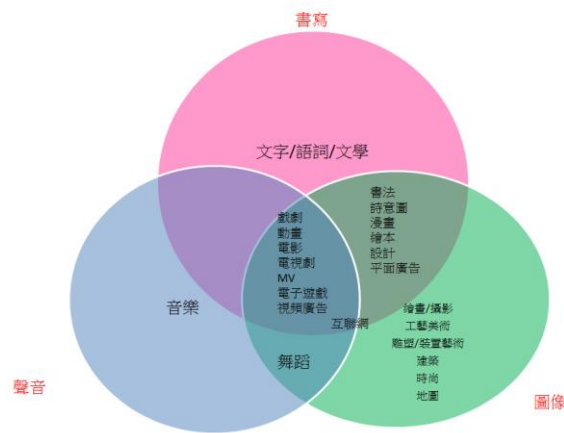 書寫
文字/語詞/文學
書法
詩意圖
漫畫
繪本
設計
平面廣告
戲劇
動畫
電影
電視劇
MV
電子遊戲
視頻廣告
互聯網
音樂
舞蹈
繪畫/攝影
工藝美術
雕塑/裝置藝術
建築
時尚
地圖
聲音
圖像